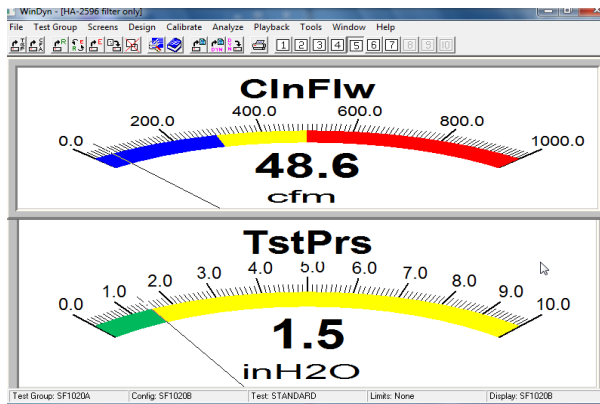 WinDyn - [HA-2596 filter only]
File Test Group Screens Design Calibrate Analyze Playback Tools Window Help
1 2 3 4 5 6 7 8 9 10
ClnFlw
0.0 200.0 400.0 600.0 800.0 1000.0
48.6
cfm
TstPrs
0.0 1.0 2.0 3.0 4.0 5.0 6.0 7.0 8.0 9.0 10.0
1.5
inH2O
Test Group: SF1020A Config: SF1020B Test: STANDARD Limits: None Display: SF1020B